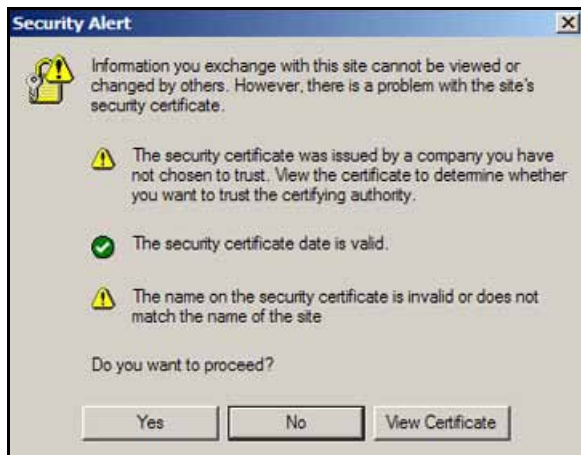 Security Alert
Information you exchange with this site cannot be viewed or
changed by others. However, there is a problem with the site's
security certificate.
The security certificate was issued by a company you have
not chosen to trust. View the certificate to determine whether
you want to trust the certifying authority.
The security certificate date is valid.
The name on the security certificate is invalid or does not
match the name of the site
Do you want to proceed?
Yes No View Certificate